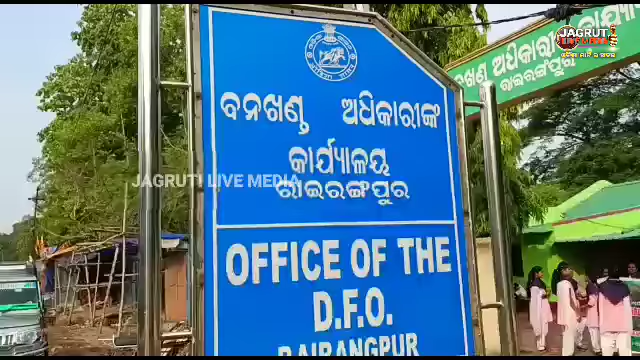 ବନଖଣ୍ଡ ଅଧିକାରୀଙ୍କ
କାର୍ଯ୍ୟାଳୟ
ରାଇରଙ୍ଗପୁର
OFFICE OF THE
D.F.O.
RAIRANGPUR
ବନଖଣ୍ଡ ଅଧିକାରୀଙ୍କ କାର୍ଯ୍ୟା
ରାଇରଙ୍ଗପୁର
JAGRUTI LIVE MEDIA
JAGRUTI